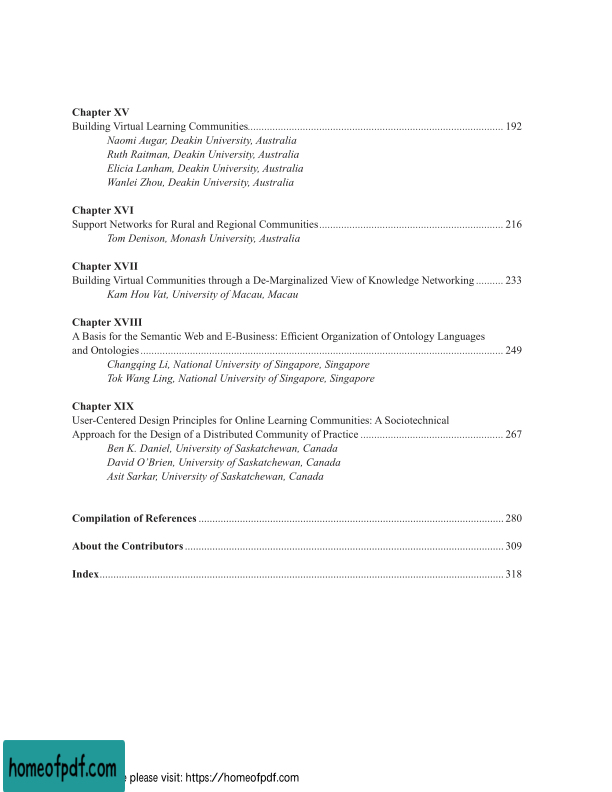 Chapter XV
Building Virtual Learning Communities.............................................................................................. 192
Naomi Augar, Deakin University, Australia
Ruth Raitman, Deakin University, Australia
Elicia Lanham, Deakin University, Australia
Wanlei Zhou, Deakin University, Australia
Chapter XVI
Support Networks for Rural and Regional Communities................................................................... 216
Tom Denison, Monash University, Australia
Chapter XVII
Building Virtual Communities through a De-Marginalized View of Knowledge Networking .......... 233
Kam Hou Vat, University of Macau, Macau
Chapter XVIII
A Basis for the Semantic Web and E-Business: Efficient Organization of Ontology Languages
and Ontologies.................................................................................................................................... 249
Changqing Li, National University of Singapore, Singapore
Tok Wang Ling, National University of Singapore, Singapore
Chapter XIX
User-Centered Design Principles for Online Learning Communities: A Sociotechnical
Approach for the Design of a Distributed Community of Practice .................................................... 267
Ben K. Daniel, University of Saskatchewan, Canada
David O'Brien, University of Saskatchewan, Canada
Asit Sarkar, University of Saskatchewan, Canada
Compilation of References ............................................................................................................... 280
About the Contributors .................................................................................................................... 309
Index................................................................................................................................................... 318
homeofpdf.com
please visit: https://homeofpdf.com